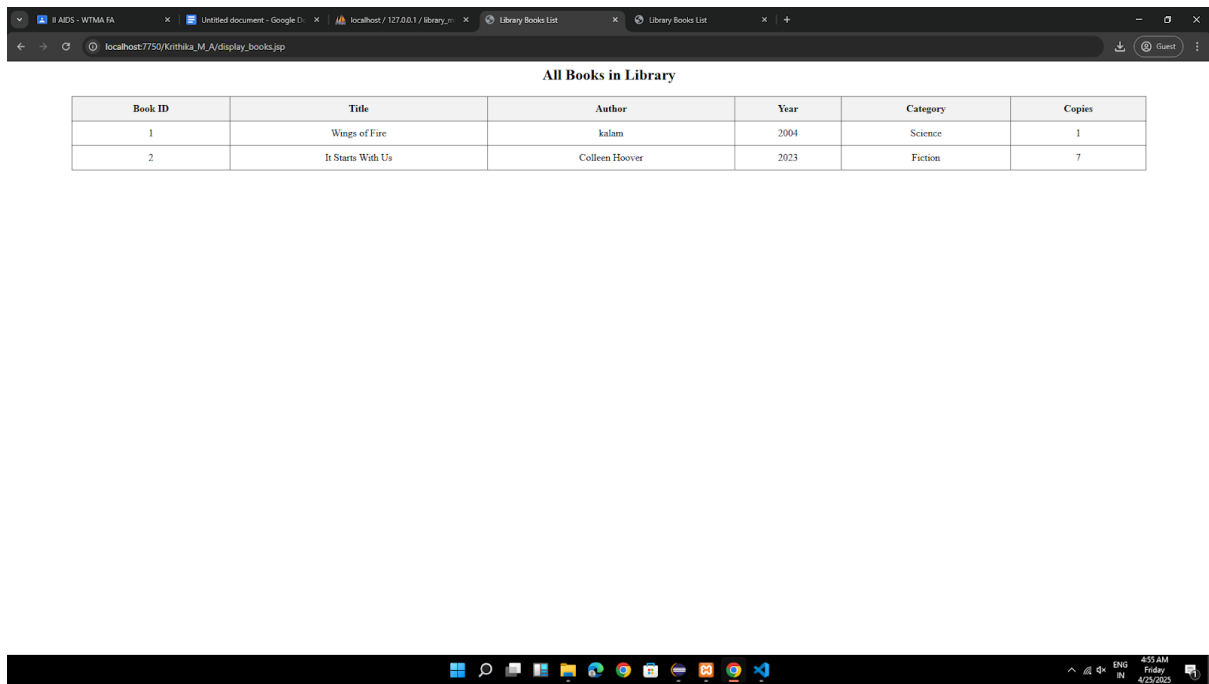 II AIDS - WTMA FA
Untitled document - Google Do
localhost / 127.0.0.1 / library_m
Library Books List
Library Books List
localhost:7750/Krithika_M_A/display_books.jsp
Guest
All Books in Library
Book ID Title Author Year Category Copies
1 Wings of Fire kalam 2004 Science 1
2 It Starts With Us Colleen Hoover 2023 Fiction 7
ENG
IN
4:55 AM
Friday
4/25/2025
1